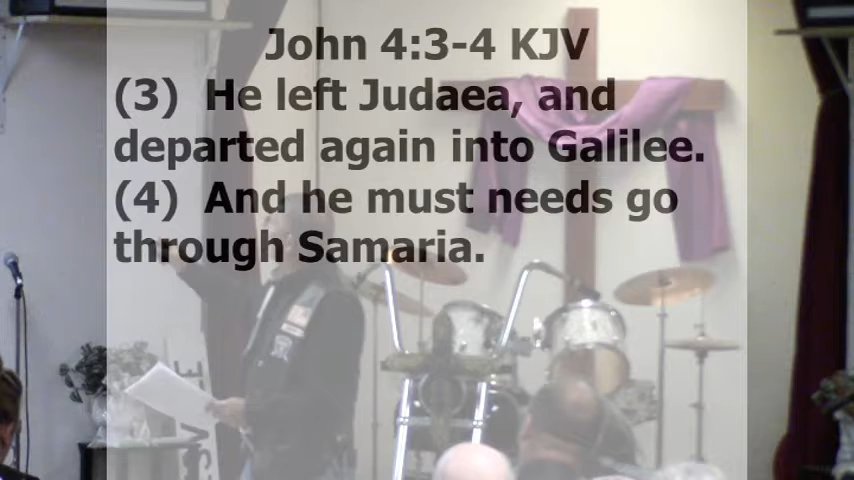 John 4:3-4 KJV
(3) He left Judaea, and
departed again into Galilee.
(4) And he must needs go
through Samaria.